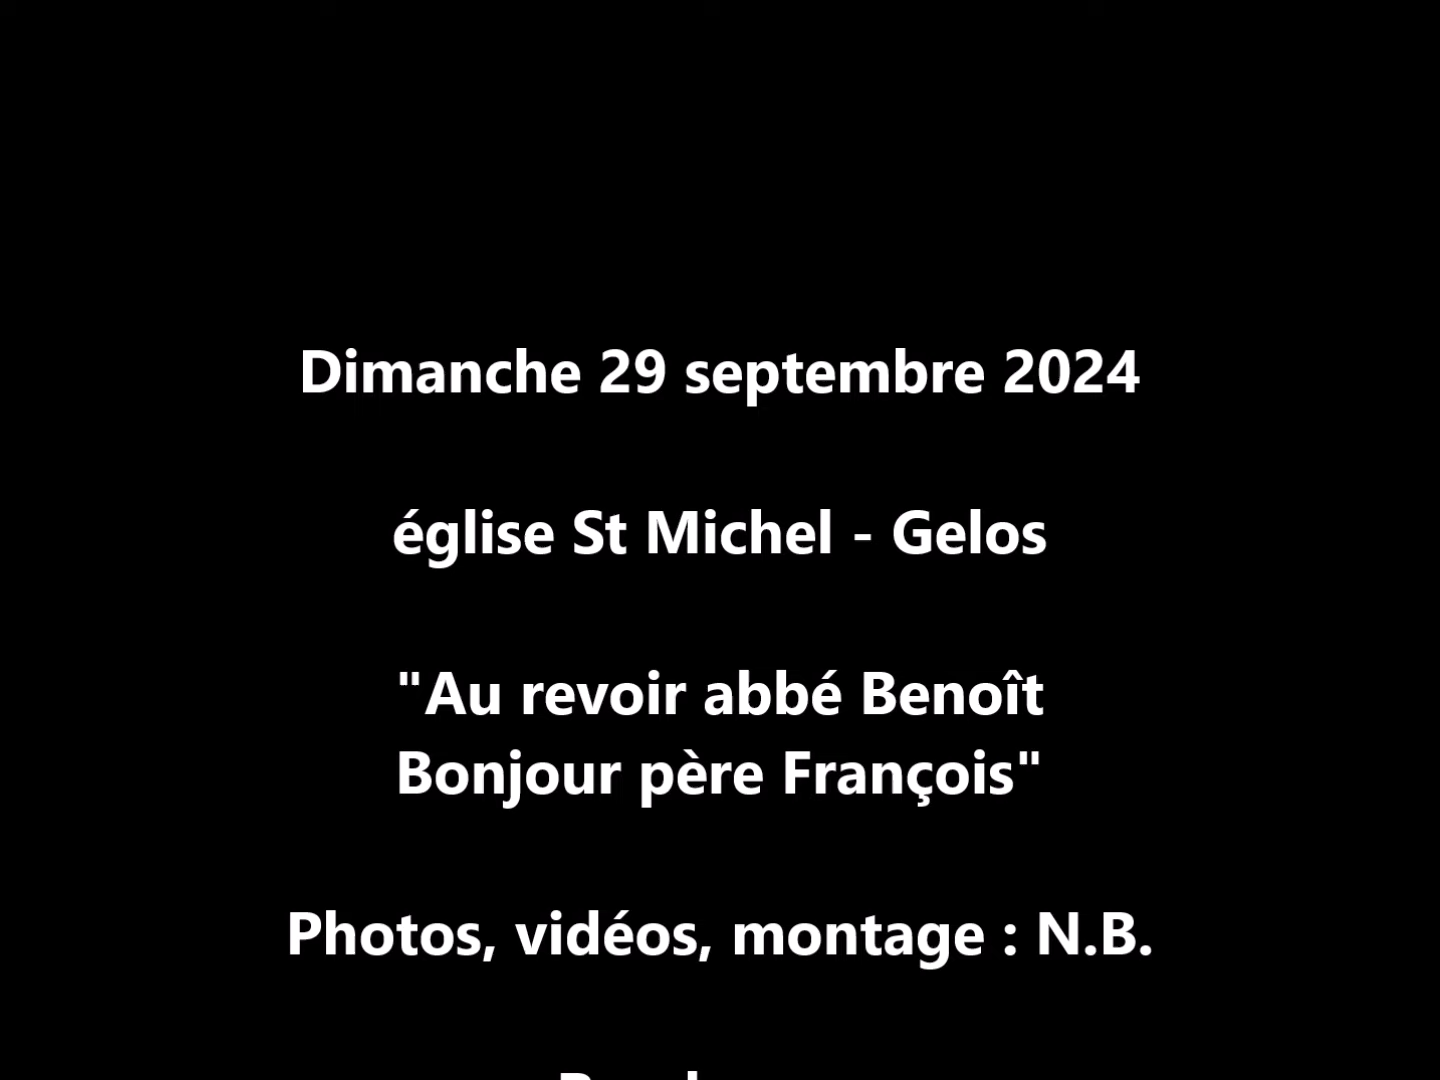 Dimanche 29 septembre 2024
église St Michel - Gelos
"Au revoir abbé Benoît
Bonjour père François"
Photos, vidéos, montage : N.B.